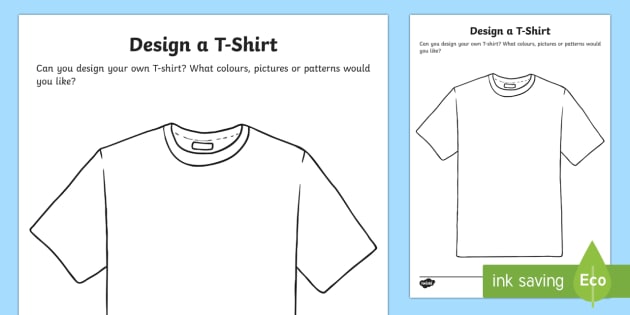 Design a T-Shirt
Can you design your own T-shirt? What colours, pictures or patterns would
you like?
Design a T-Shirt
Can you design your own T-shirt? What colours, pictures or patterns would
you like?
ink saving
Eco